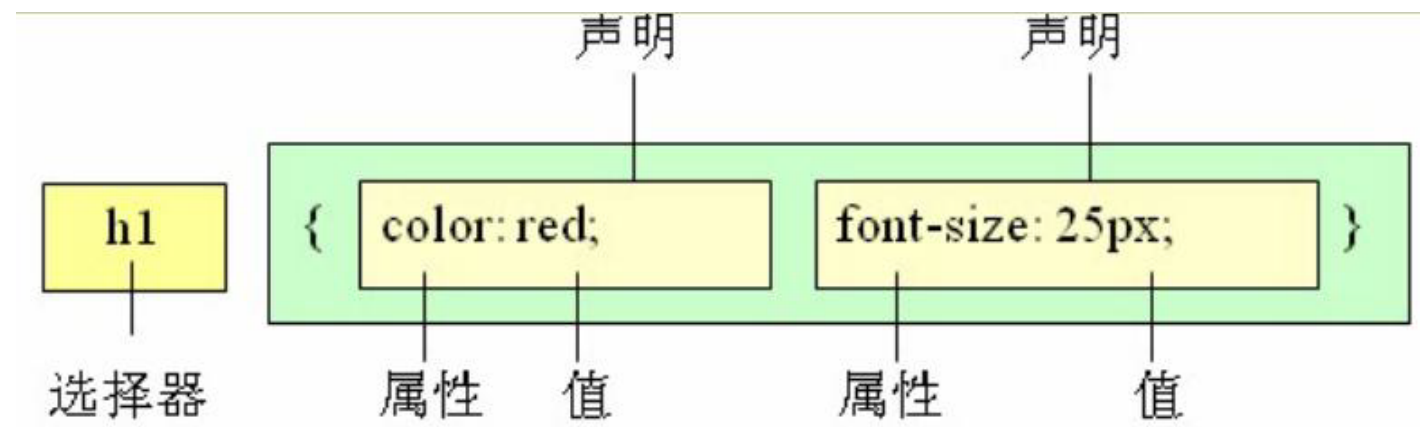 声明 声明
h1 { color: red; font-size: 25px; }
选择器 属性 值 属性 值